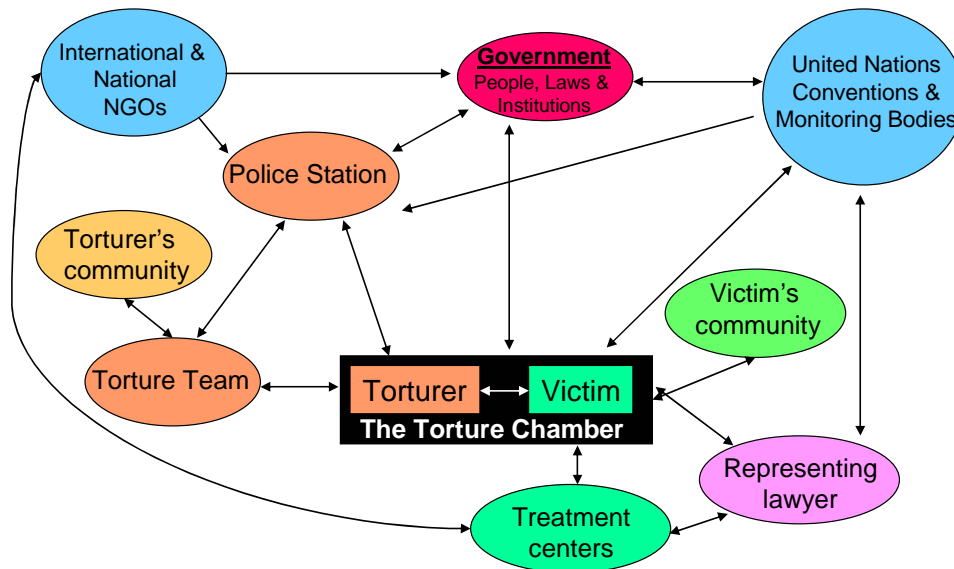 International &
National
NGOs
Government
People, Laws &
Institutions
United Nations
Conventions &
Monitoring Bodies
Police Station
Torturer’s
community
Victim’s
community
Torture Team
Torturer
Victim
The Torture Chamber
Representing
lawyer
Treatment
centers